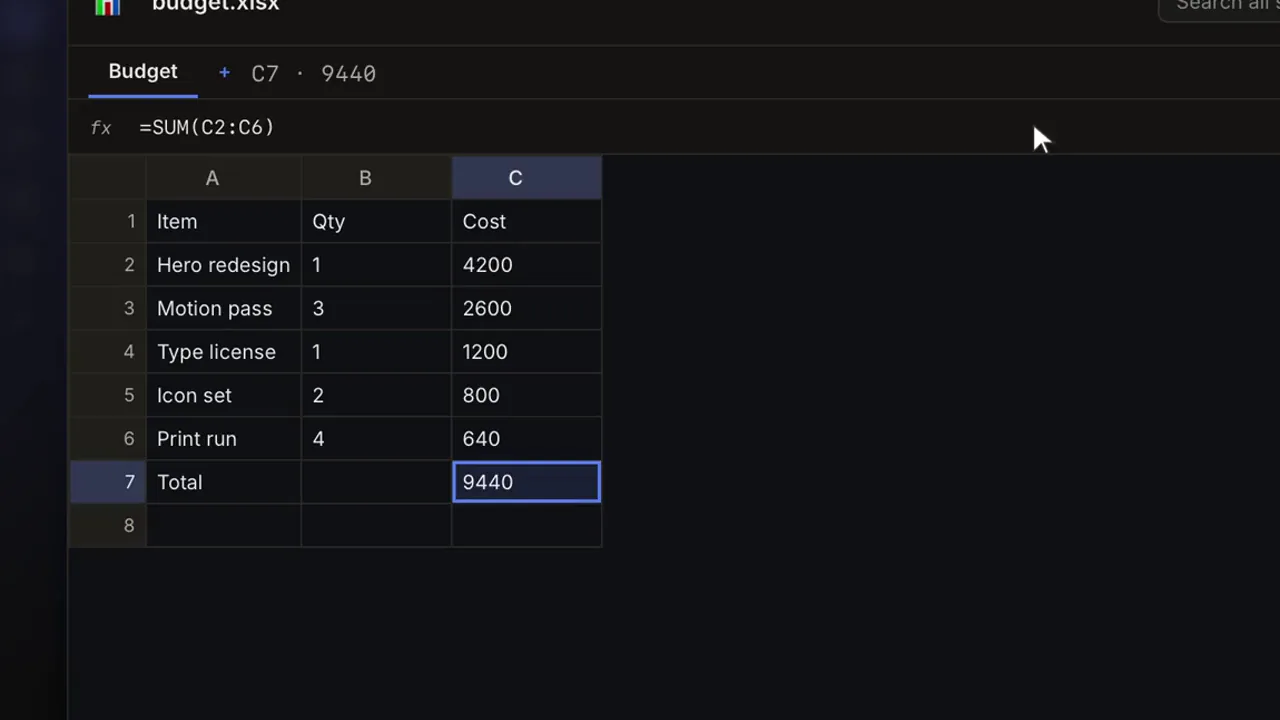 budget.xlsx
Search all s
Budget + C7 · 9440
fx =SUM(C2:C6)
A B C
1 Item Qty Cost
2 Hero redesign 1 4200
3 Motion pass 3 2600
4 Type license 1 1200
5 Icon set 2 800
6 Print run 4 640
7 Total 9440
8